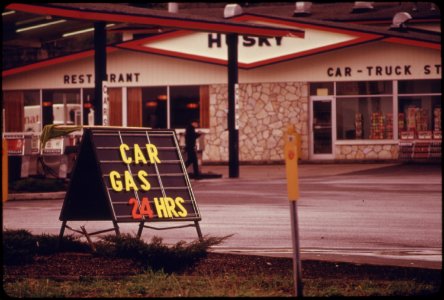 HUSKY
RESTAURANT
CAR-TRUCK ST
CAR
GAS
24 HRS